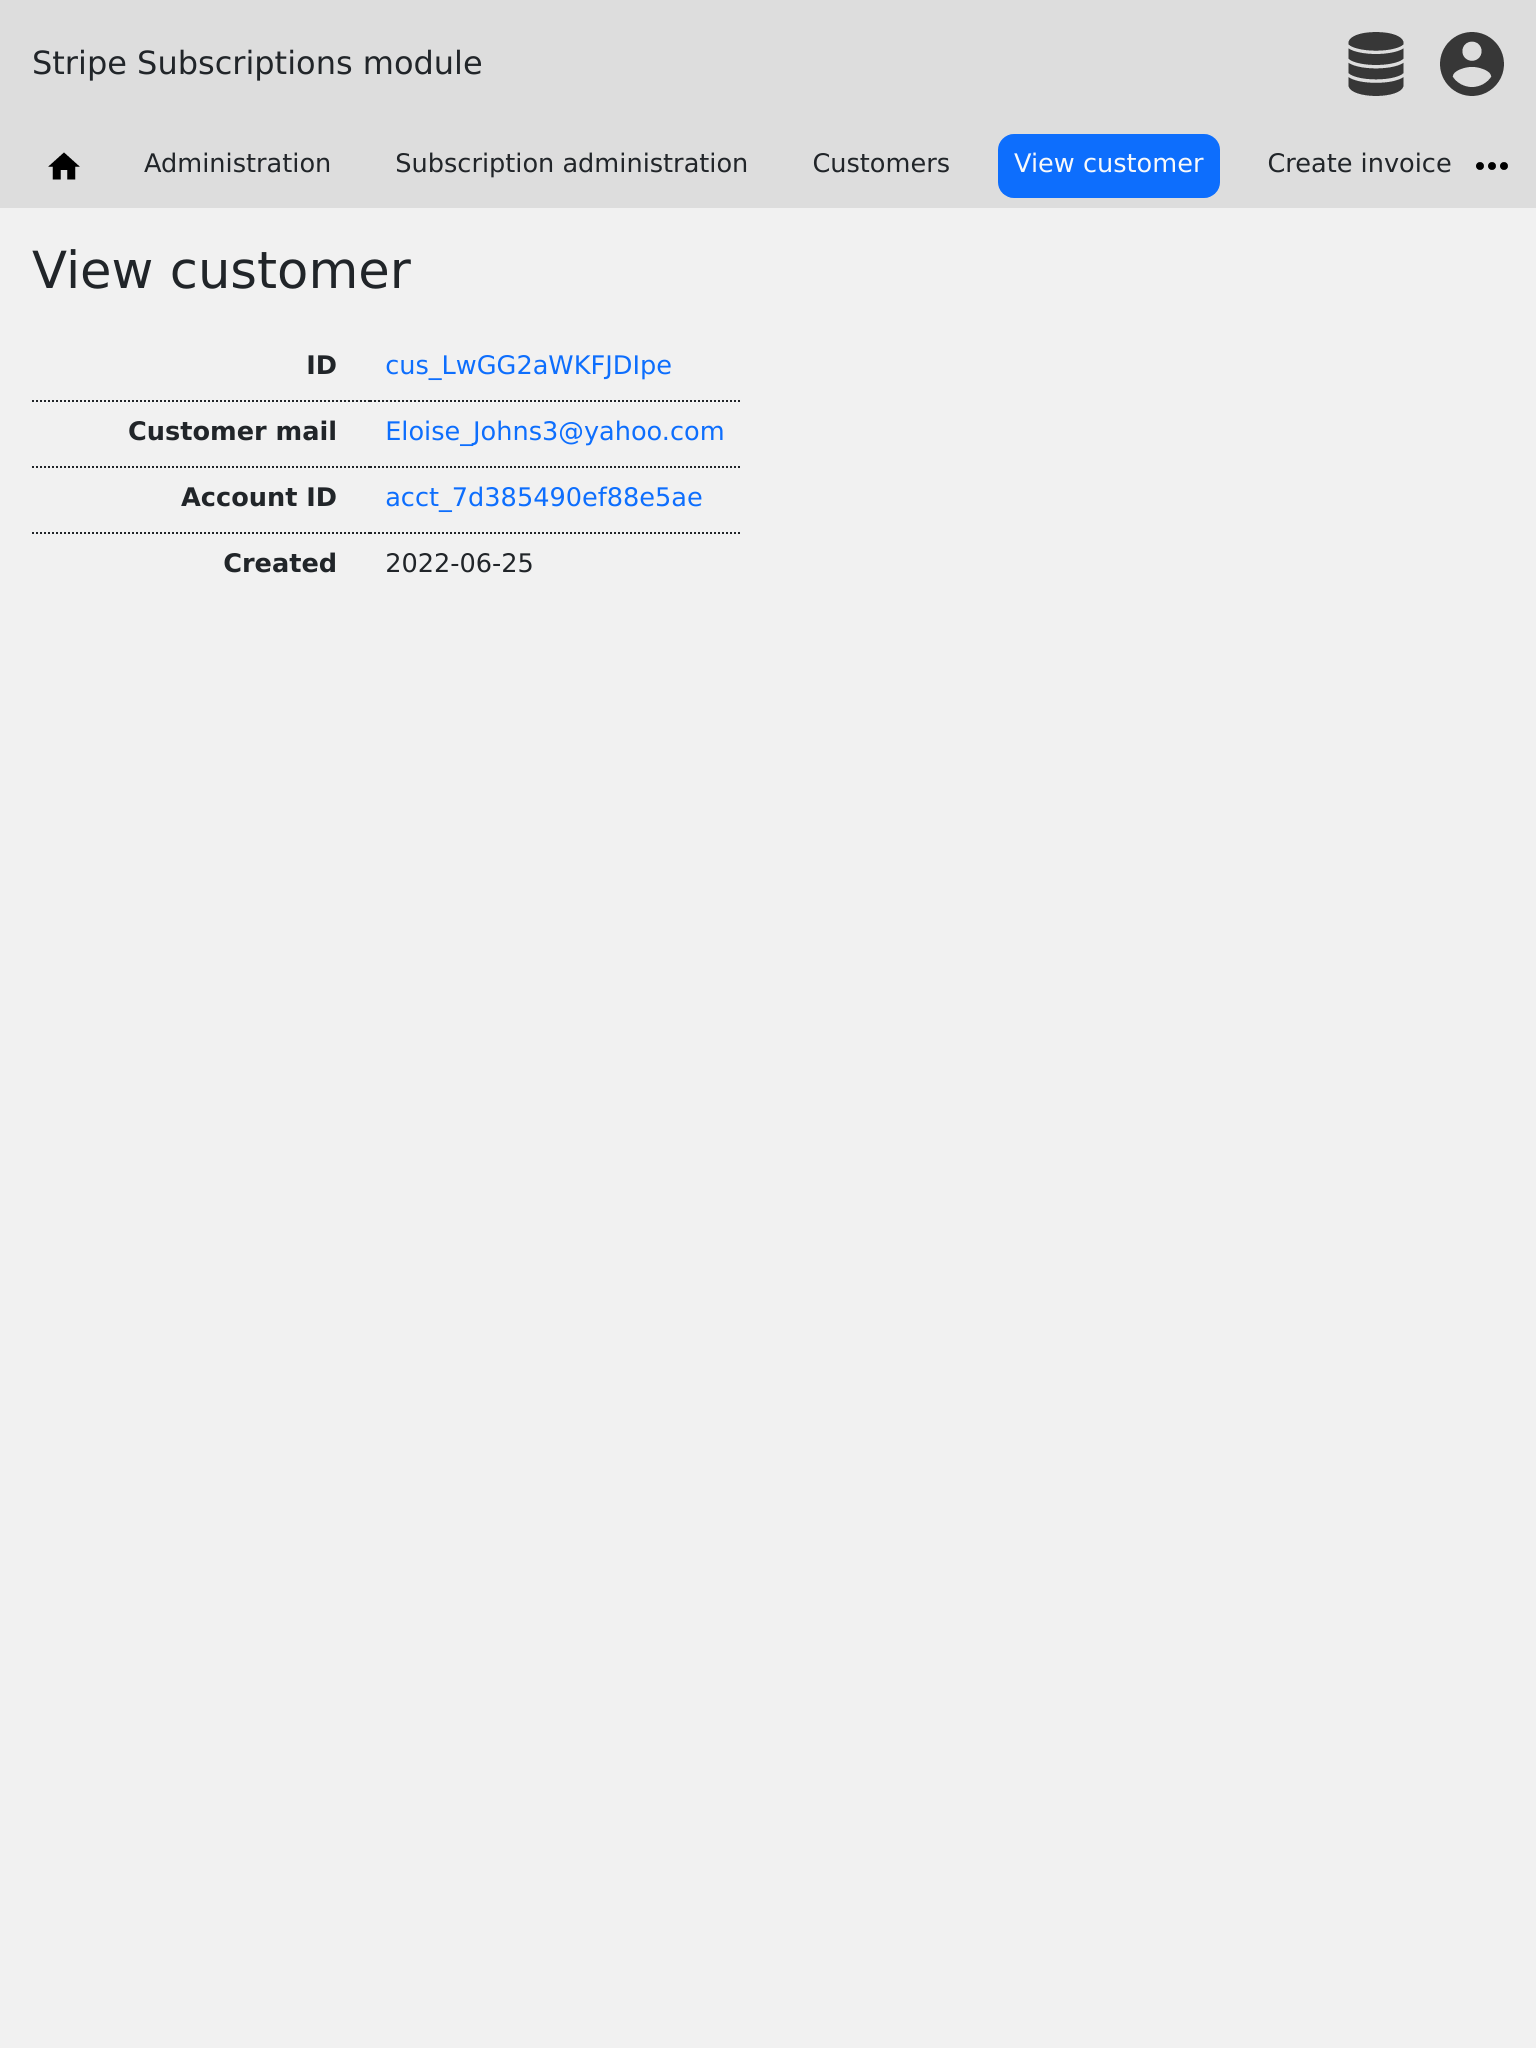 Stripe Subscriptions module
Administration Subscription administration Customers View customer Create invoice
View customer
ID cus_LwGG2aWKFJDIpe
Customer mail Eloise_Johns3@yahoo.com
Account ID acct_7d385490ef88e5ae
Created 2022-06-25